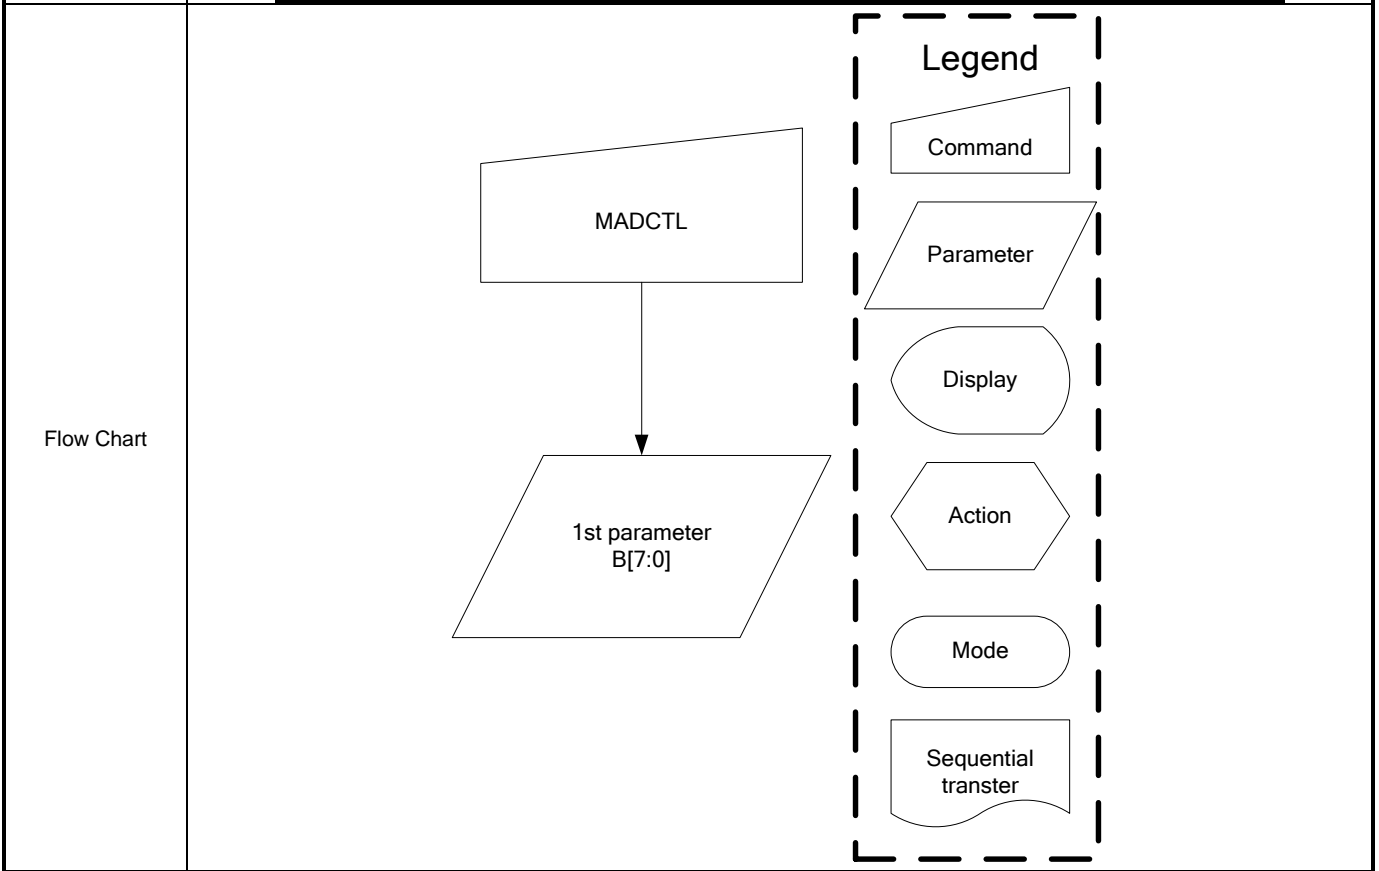 Flow Chart
MADCTL
1st parameter
B[7:0]
Legend
Command
Parameter
Display
Action
Mode
Sequential
transter